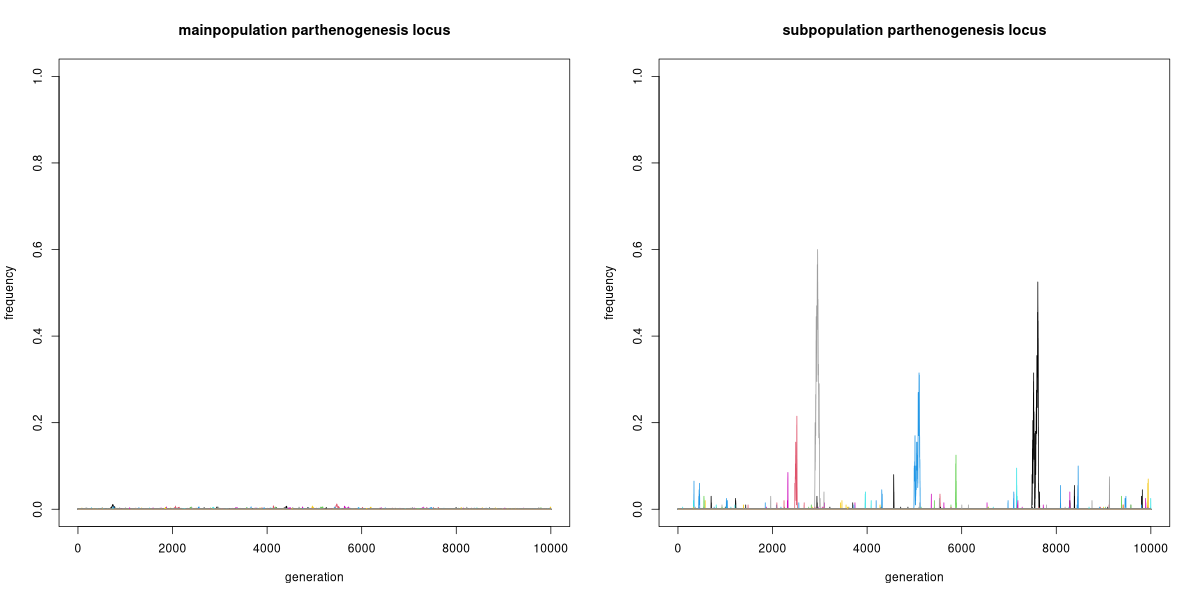 mainpopulation parthenogenesis locus
frequency
1.0
0.8
0.6
0.4
0.2
0.0
0 2000 4000 6000 8000 10000
generation
subpopulation parthenogenesis locus
frequency
1.0
0.8
0.6
0.4
0.2
0.0
0 2000 4000 6000 8000 10000
generation